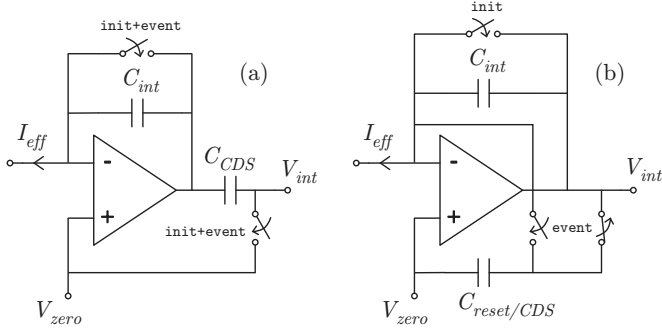 init+event
(a)
C_int
I_eff
-
C_CDS
V_int
+
init+event
V_zero
init
(b)
C_int
I_eff
-
V_int
+
event
C_reset/CDS
V_zero